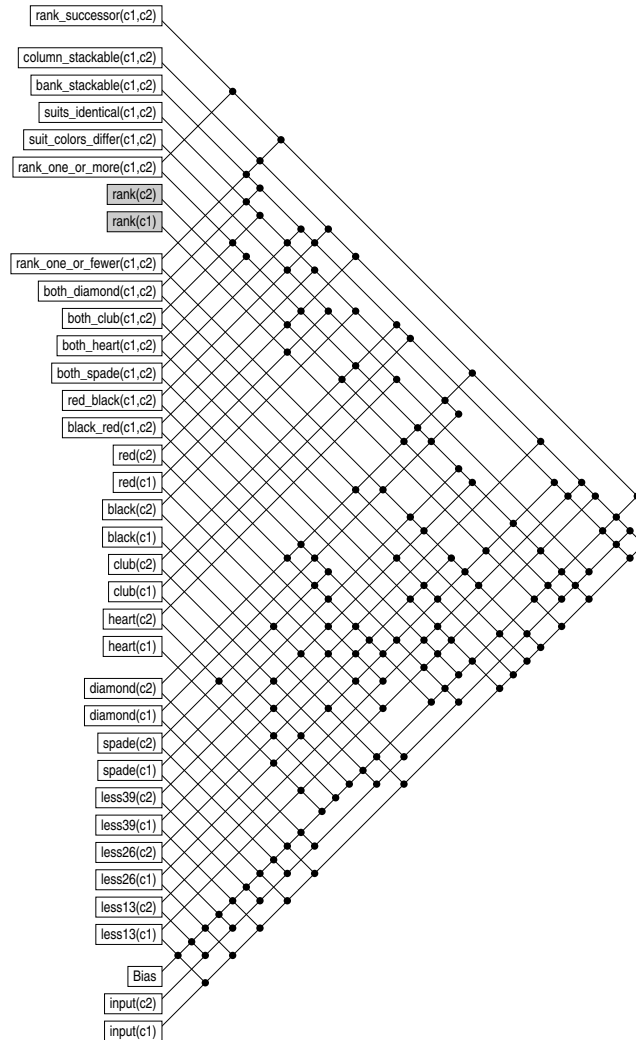 rank_successor(c1,c2)
column_stackable(c1,c2)
bank_stackable(c1,c2)
suits_identical(c1,c2)
suit_colors_differ(c1,c2)
rank_one_or_more(c1,c2)
rank(c2)
rank(c1)
rank_one_or_fewer(c1,c2)
both_diamond(c1,c2)
both_club(c1,c2)
both_heart(c1,c2)
both_spade(c1,c2)
red_black(c1,c2)
black_red(c1,c2)
red(c2)
red(c1)
black(c2)
black(c1)
club(c2)
club(c1)
heart(c2)
heart(c1)
diamond(c2)
diamond(c1)
spade(c2)
spade(c1)
less39(c2)
less39(c1)
less26(c2)
less26(c1)
less13(c2)
less13(c1)
Bias
input(c2)
input(c1)